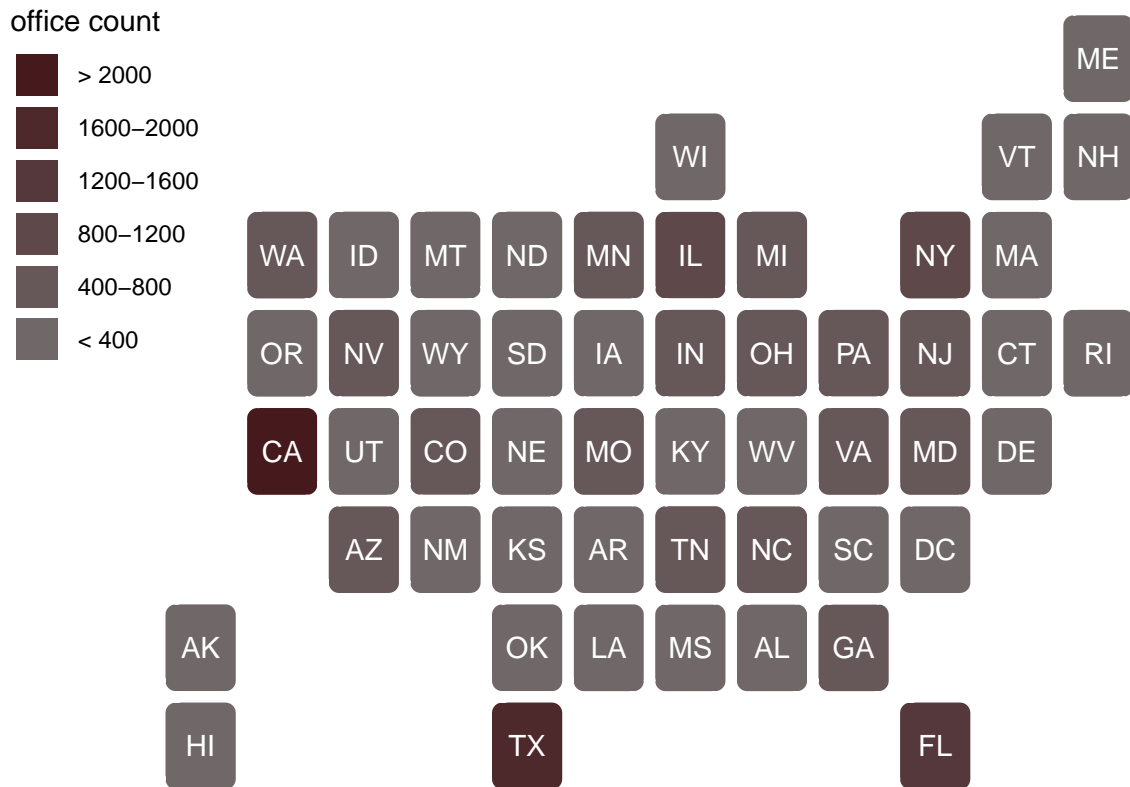 office count
> 2000
1600–2000
1200–1600
800–1200
400–800
< 400
ME
WI VT NH
WA ID MT ND MN IL MI NY MA
OR NV WY SD IA IN OH PA NJ CT RI
CA UT CO NE MO KY WV VA MD DE
AZ NM KS AR TN NC SC DC
AK OK LA MS AL GA
HI TX FL